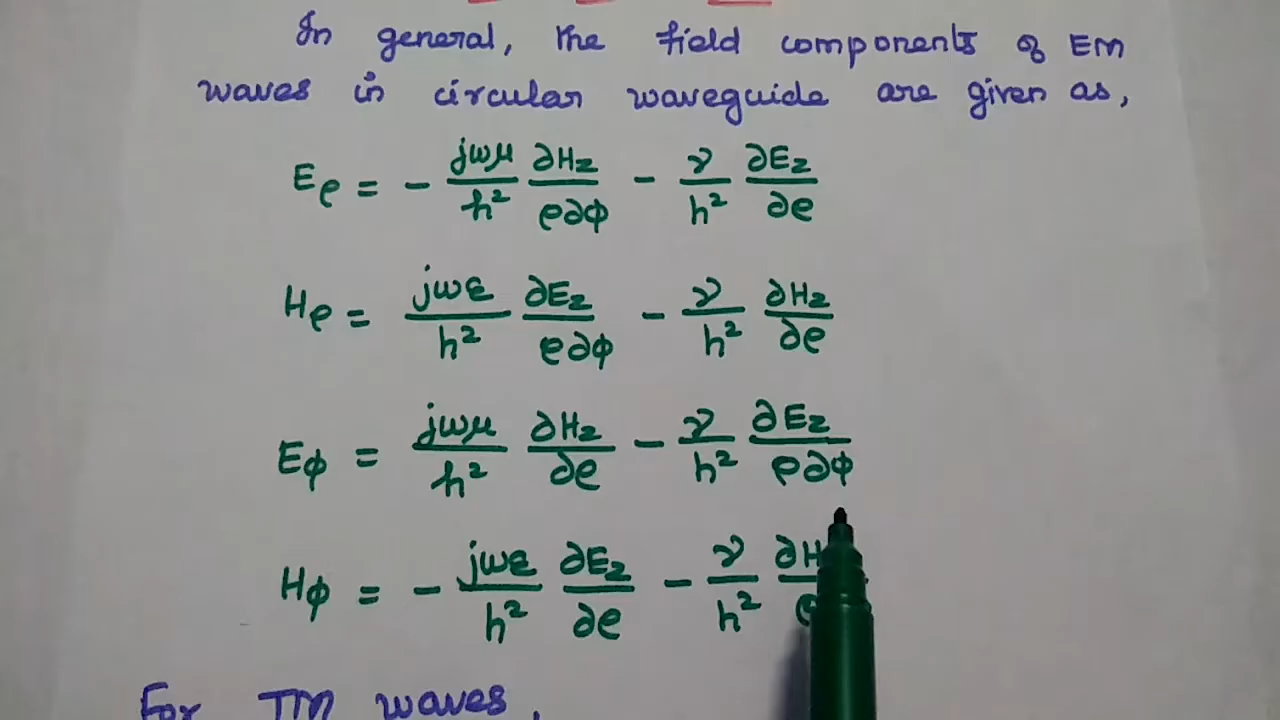 In general, the field components of EM
waves in circular waveguide are given as,
Eρ = - jωμ/h² ∂Hz/ρ∂φ - γ/h² ∂Ez/∂ρ
Hρ = jωε/h² ∂Ez/ρ∂φ - γ/h² ∂Hz/∂ρ
Eφ = jωμ/h² ∂Hz/∂ρ - γ/h² ∂Ez/ρ∂φ
Hφ = - jωε/h² ∂Ez/∂ρ - γ/h² ∂H
For TM waves,